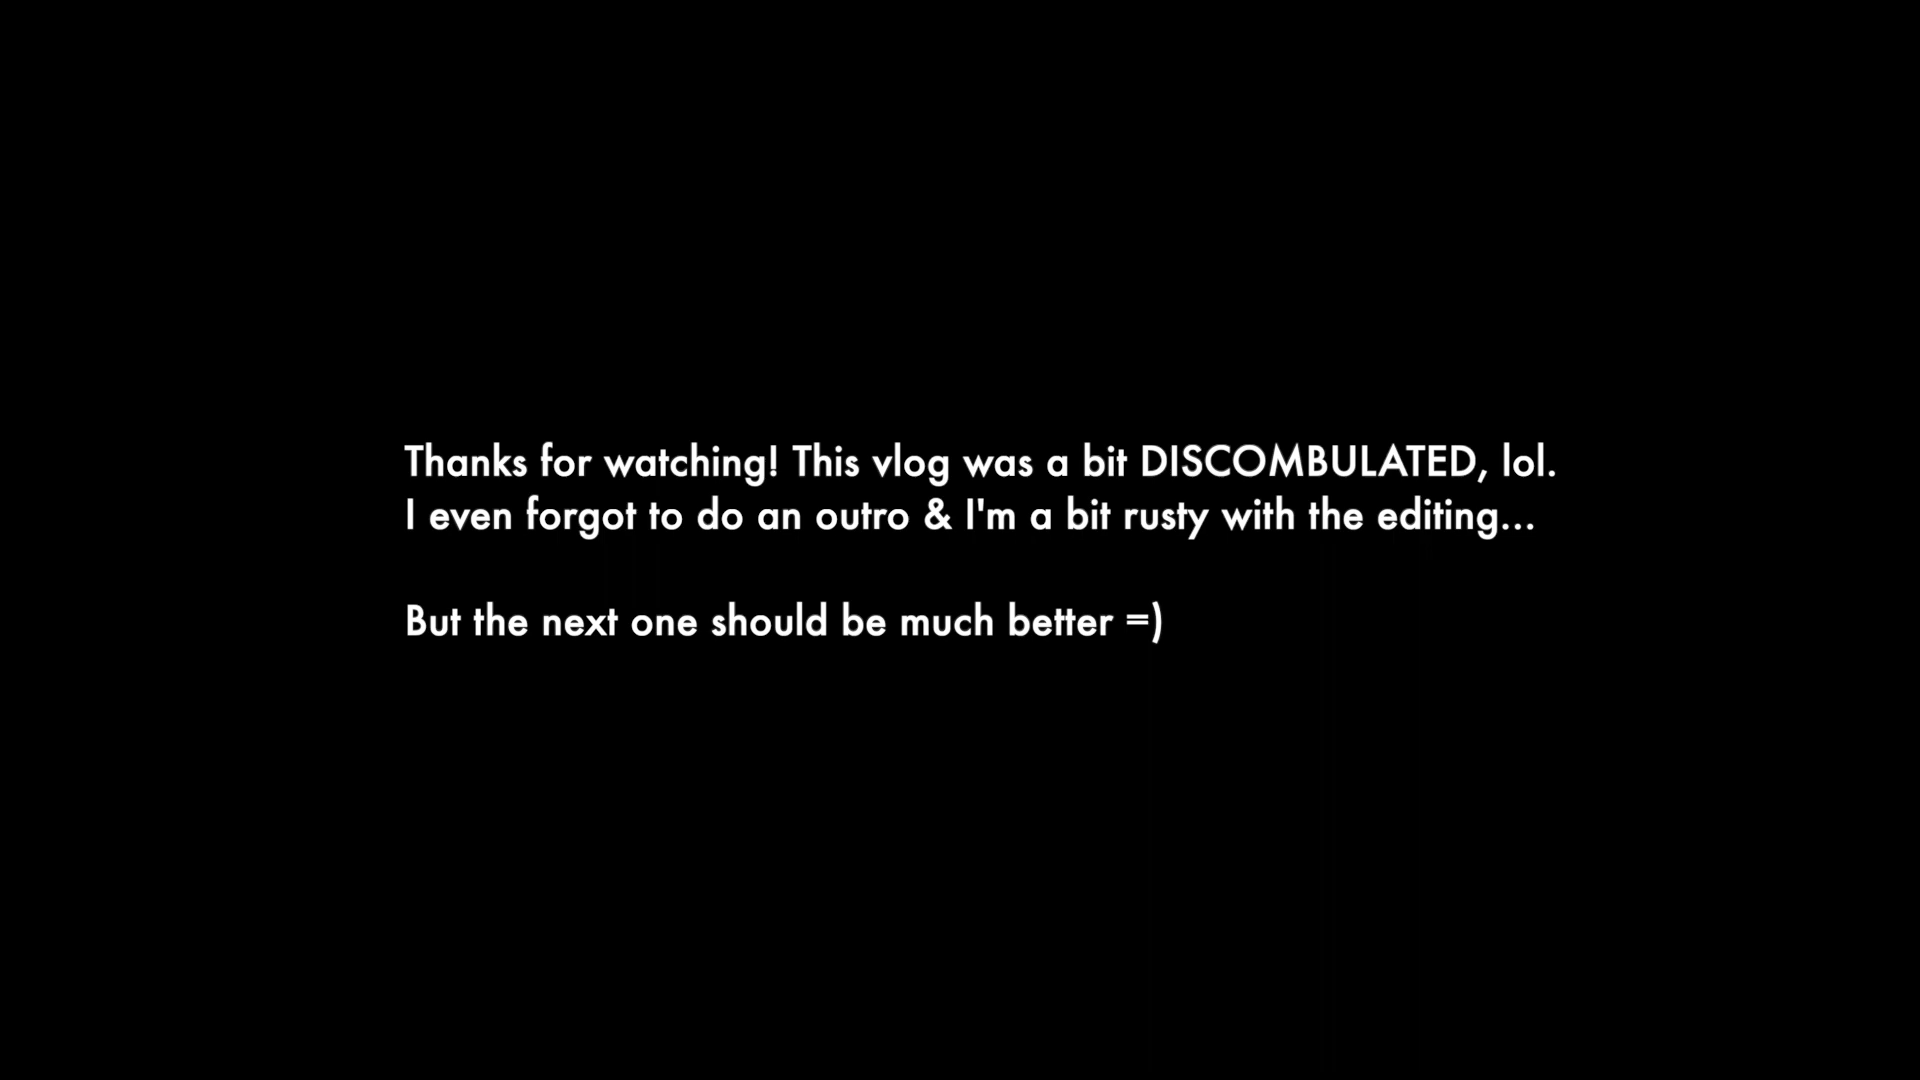 Thanks for watching! This vlog was a bit DISCOMBULATED, lol.
I even forgot to do an outro & I'm a bit rusty with the editing...
But the next one should be much better =)